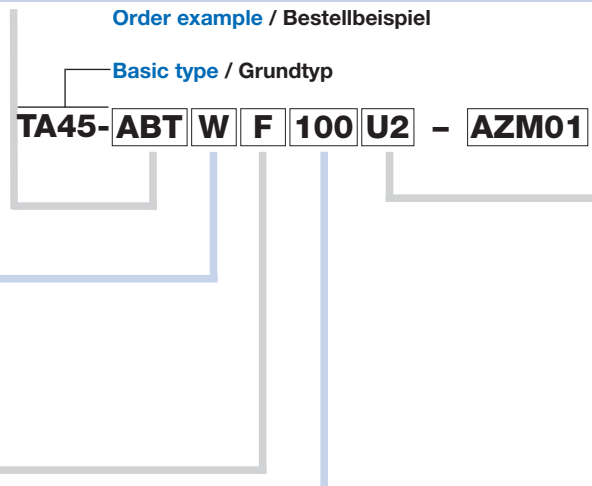 Order example / Bestellbeispiel
Basic type / Grundtyp
TA45- ABT W F 100 U2 – AZM01